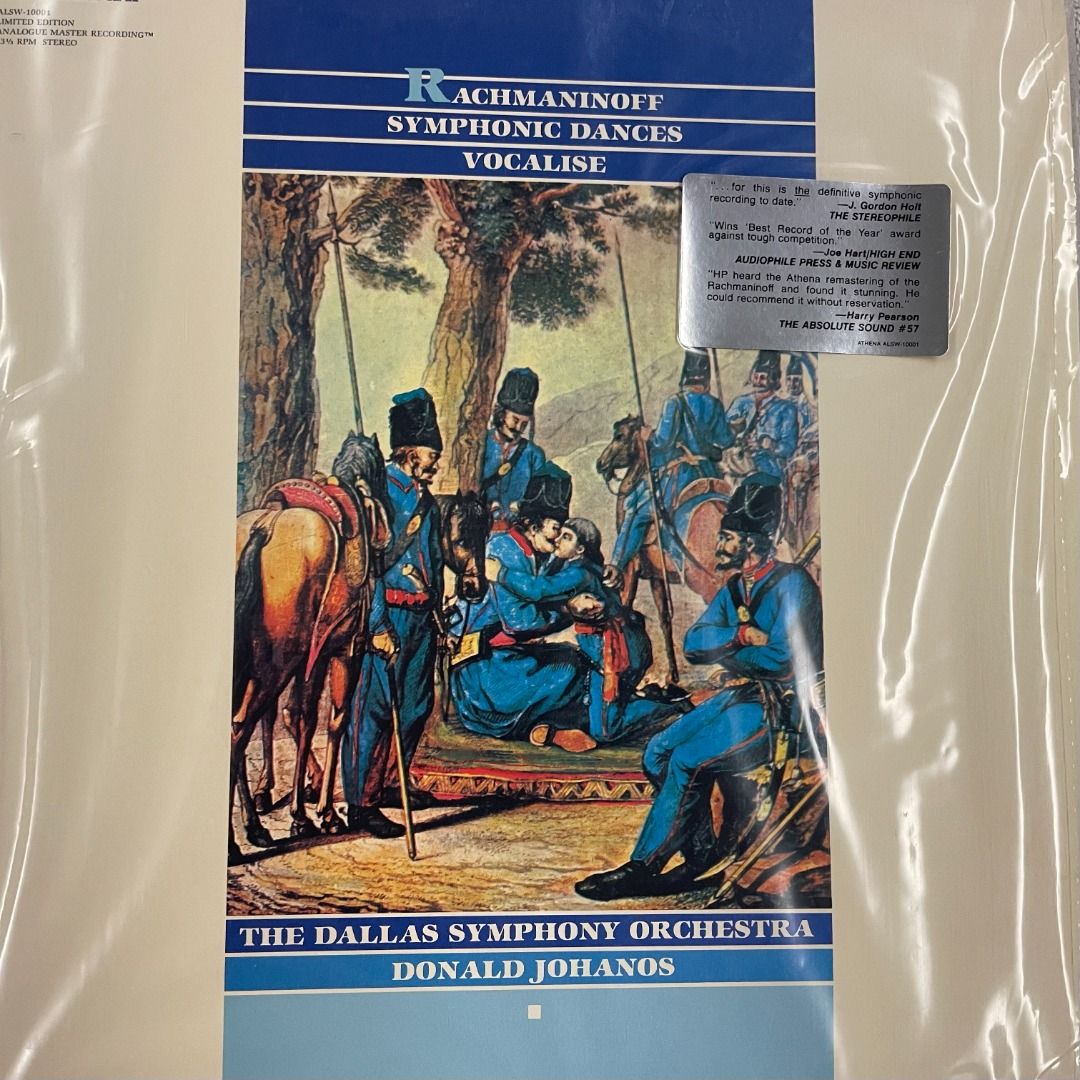 ALSW-10001
LIMITED EDITION
ANALOGUE MASTER RECORDING™
33⅓ RPM STEREO
RACHMANINOFF
SYMPHONIC DANCES
VOCALISE
"...for this is the definitive symphonic
recording to date."
—J. Gordon Holt
THE STEREOPHILE
"Wins 'Best Record of the Year' award
against tough competition."
—Joe Hart/HIGH END
AUDIOPHILE PRESS & MUSIC REVIEW
"HP heard the Athena remastering of the
Rachmaninoff and found it stunning. He
could recommend it without reservation."
—Harry Pearson
THE ABSOLUTE SOUND #57
ATHENA ALSW-10001
THE DALLAS SYMPHONY ORCHESTRA
DONALD JOHANOS